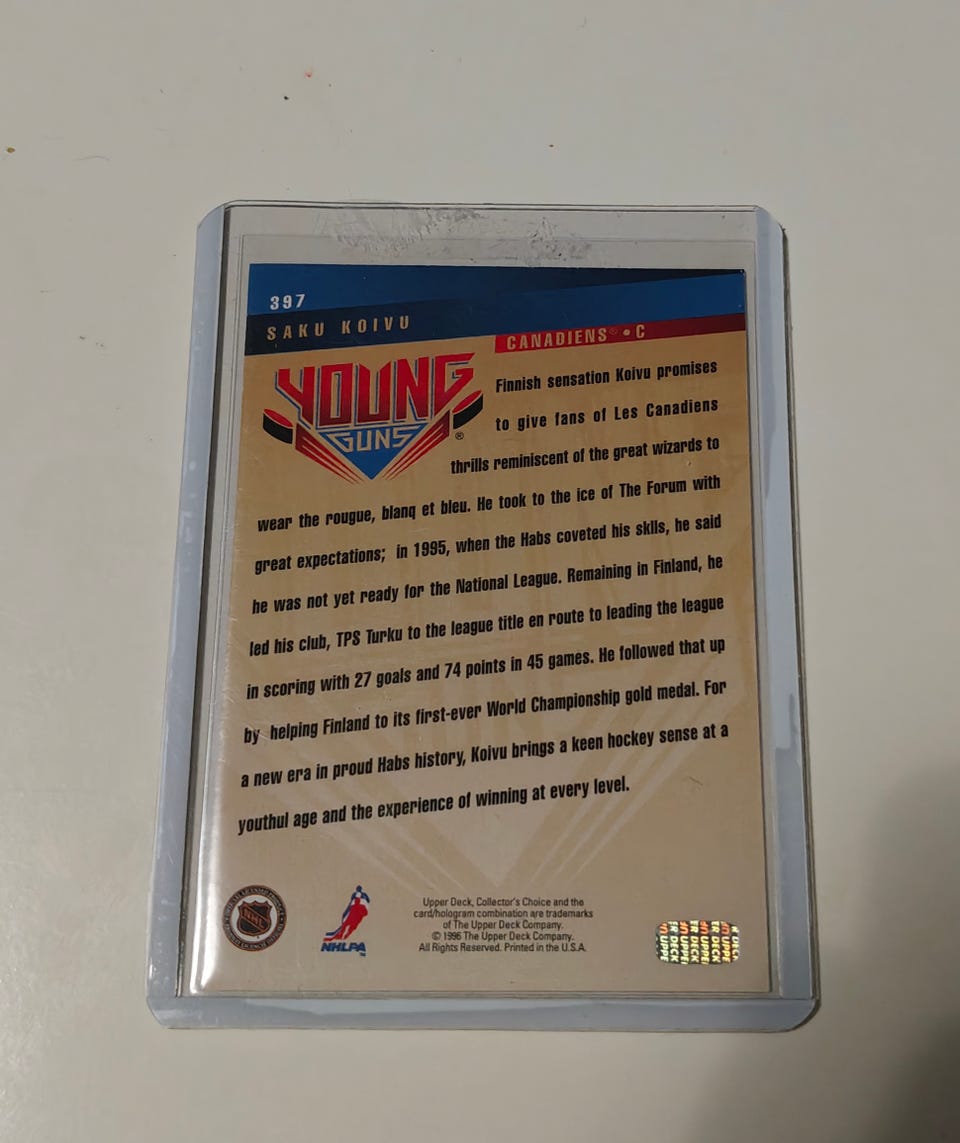 397
SAKU KOIVU
CANADIENS® • C
YOUNG
GUNS
®
Finnish sensation Koivu promises
to give fans of Les Canadiens
thrills reminiscent of the great wizards to
wear the rougue, blanq et bleu. He took to the ice of The Forum with
great expectations; in 1995, when the Habs coveted his sklls, he said
he was not yet ready for the National League. Remaining in Finland, he
led his club, TPS Turku to the league title en route to leading the league
in scoring with 27 goals and 74 points in 45 games. He followed that up
by helping Finland to its first-ever World Championship gold medal. For
a new era in proud Habs history, Koivu brings a keen hockey sense at a
youthul age and the experience of winning at every level.
NHL
NHLPA
™
Upper Deck, Collector's Choice and the
card/hologram combination are trademarks
of The Upper Deck Company.
© 1996 The Upper Deck Company.
All Rights Reserved. Printed in the U.S.A.
UPPER DECK